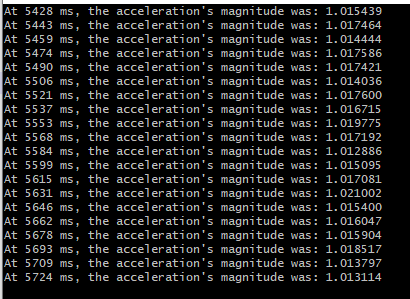 At 5428 ms, the acceleration's magnitude was: 1.015439
At 5443 ms, the acceleration's magnitude was: 1.017464
At 5459 ms, the acceleration's magnitude was: 1.014444
At 5474 ms, the acceleration's magnitude was: 1.017586
At 5490 ms, the acceleration's magnitude was: 1.017421
At 5506 ms, the acceleration's magnitude was: 1.014036
At 5521 ms, the acceleration's magnitude was: 1.017600
At 5537 ms, the acceleration's magnitude was: 1.016715
At 5553 ms, the acceleration's magnitude was: 1.019775
At 5568 ms, the acceleration's magnitude was: 1.017192
At 5584 ms, the acceleration's magnitude was: 1.012886
At 5599 ms, the acceleration's magnitude was: 1.015095
At 5615 ms, the acceleration's magnitude was: 1.017081
At 5631 ms, the acceleration's magnitude was: 1.021002
At 5646 ms, the acceleration's magnitude was: 1.015400
At 5662 ms, the acceleration's magnitude was: 1.016047
At 5678 ms, the acceleration's magnitude was: 1.015904
At 5693 ms, the acceleration's magnitude was: 1.018517
At 5709 ms, the acceleration's magnitude was: 1.013797
At 5724 ms, the acceleration's magnitude was: 1.013114